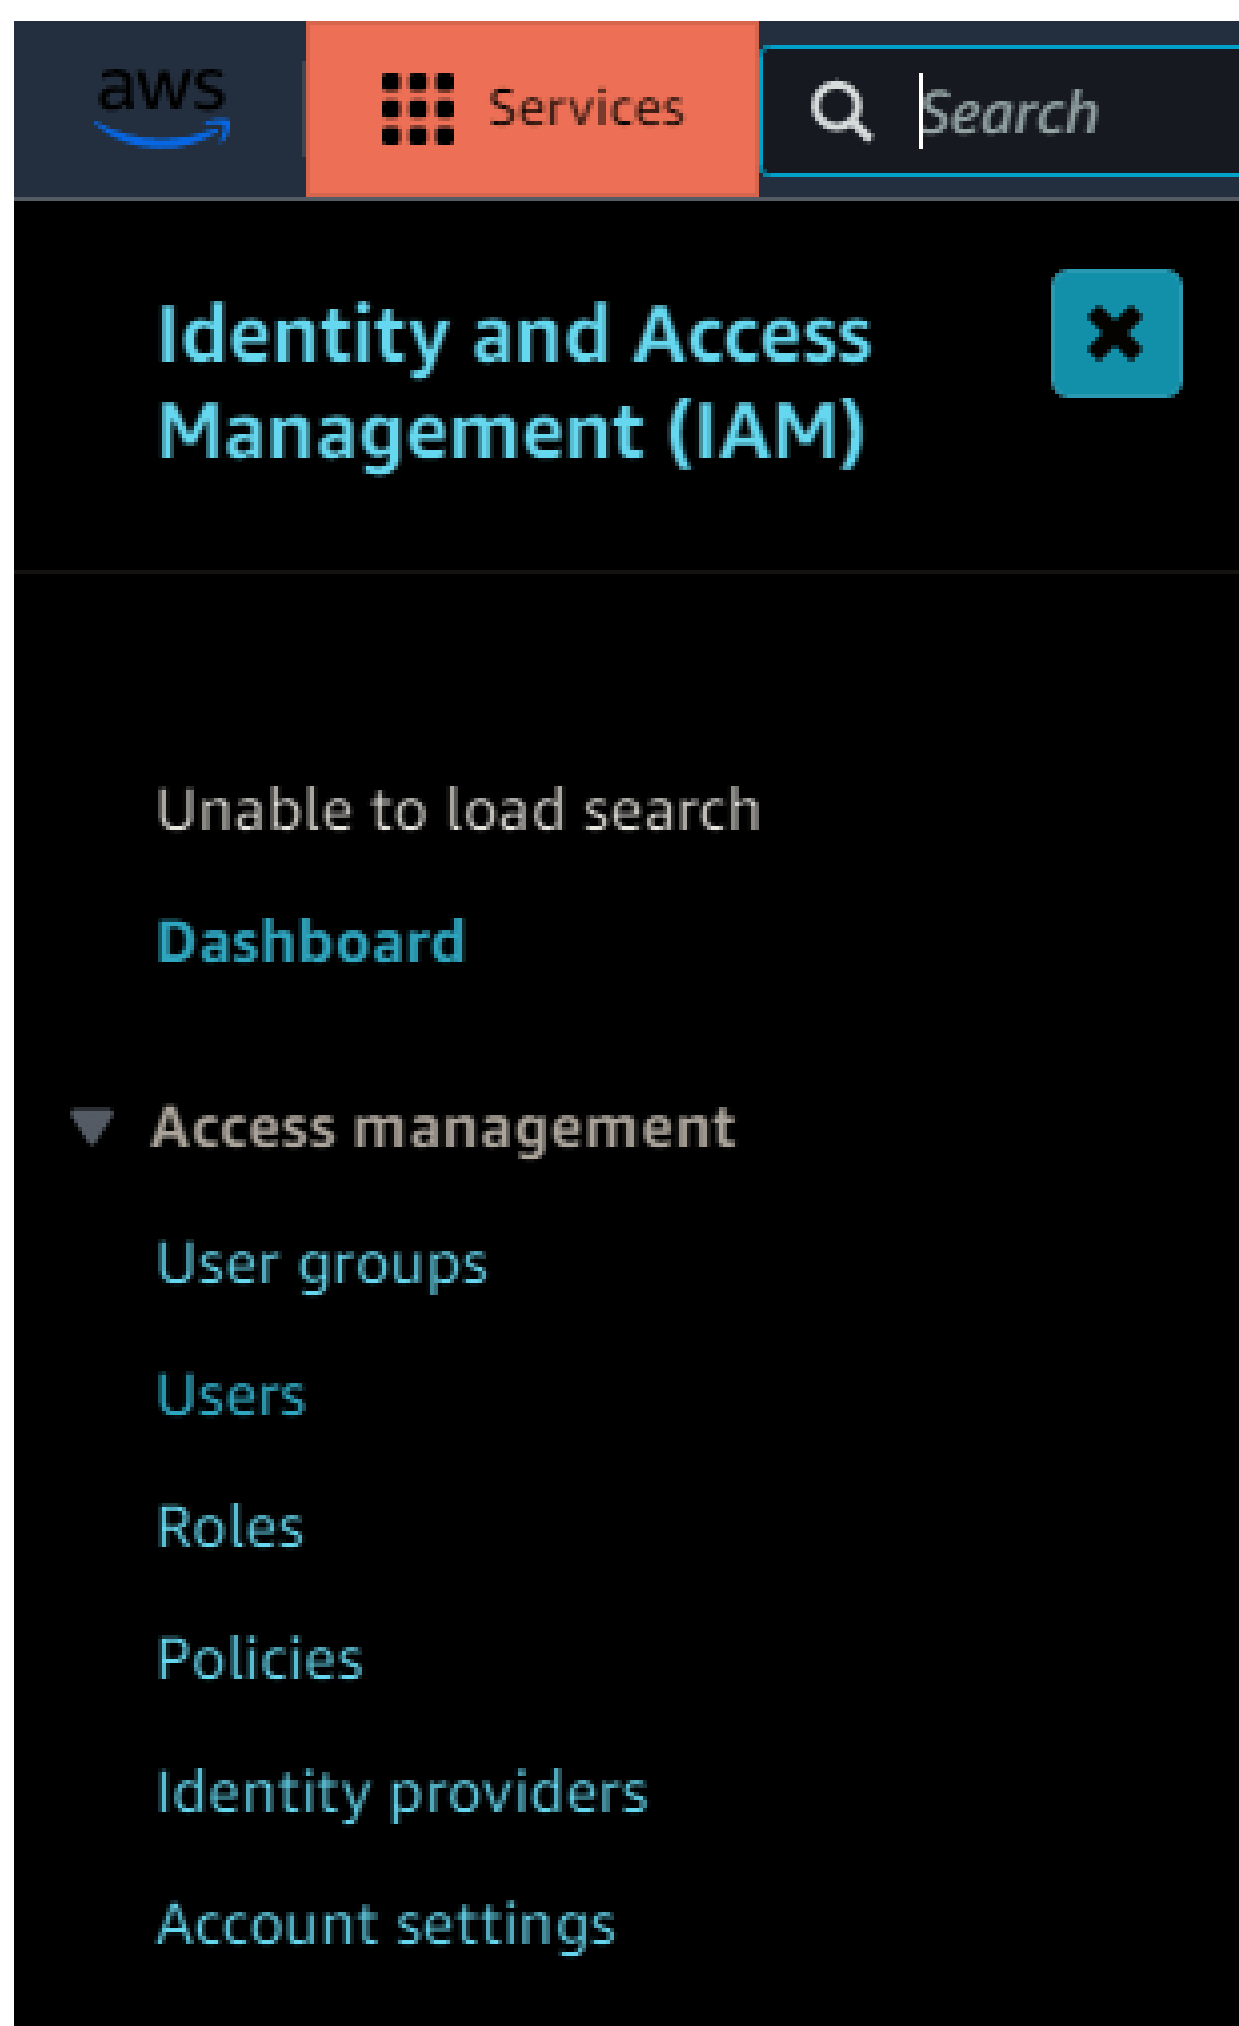 aws Services Search
Identity and Access
Management (IAM)
Unable to load search
Dashboard
Access management
User groups
Users
Roles
Policies
Identity providers
Account settings